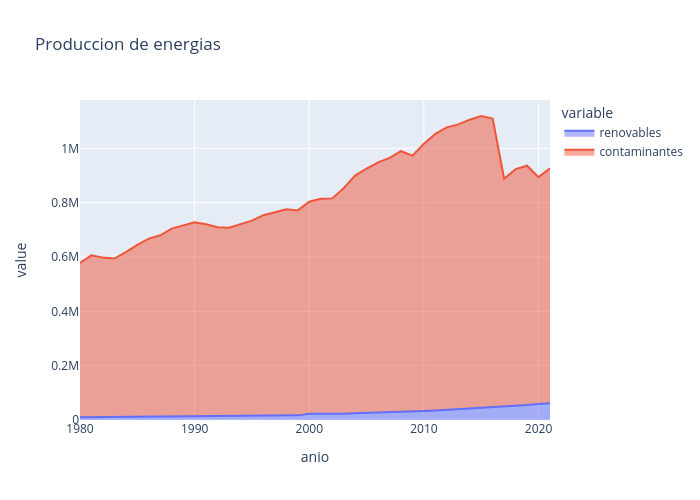 Produccion de energias
variable
renovables
contaminantes
value
1M
0.8M
0.6M
0.4M
0.2M
0
1980
1990
2000
2010
2020
anio